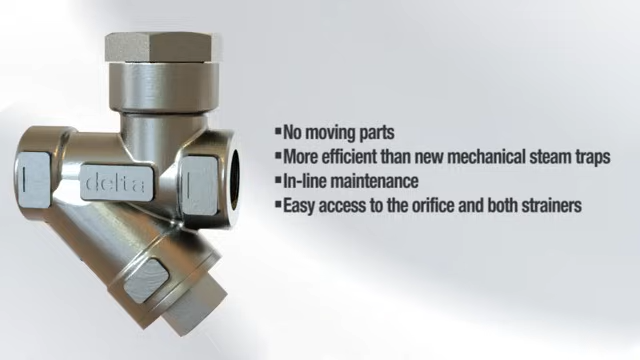 delta
▪No moving parts
▪More efficient than new mechanical steam traps
▪In-line maintenance
▪Easy access to the orifice and both strainers